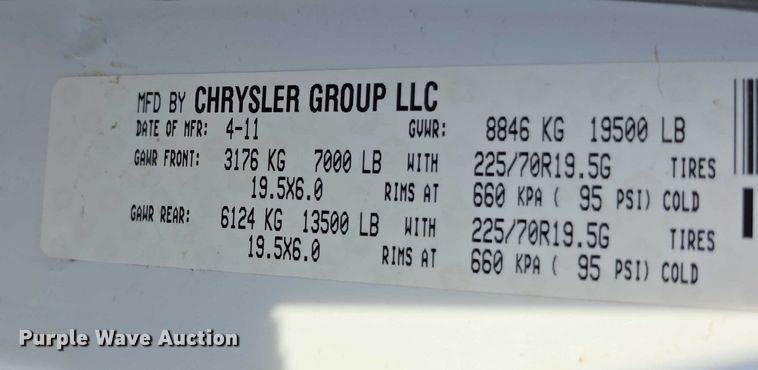 MFD BY CHRYSLER GROUP LLC
DATE OF MFR: 4-11 GVWR: 8846 KG 19500 LB
GAWR FRONT: 3176 KG 7000 LB WITH 225/70R19.5G TIRES
19.5X6.0 RIMS AT 660 KPA ( 95 PSI) COLD
GAWR REAR: 6124 KG 13500 LB WITH 225/70R19.5G TIRES
19.5X6.0 RIMS AT 660 KPA ( 95 PSI) COLD
Purple Wave Auction